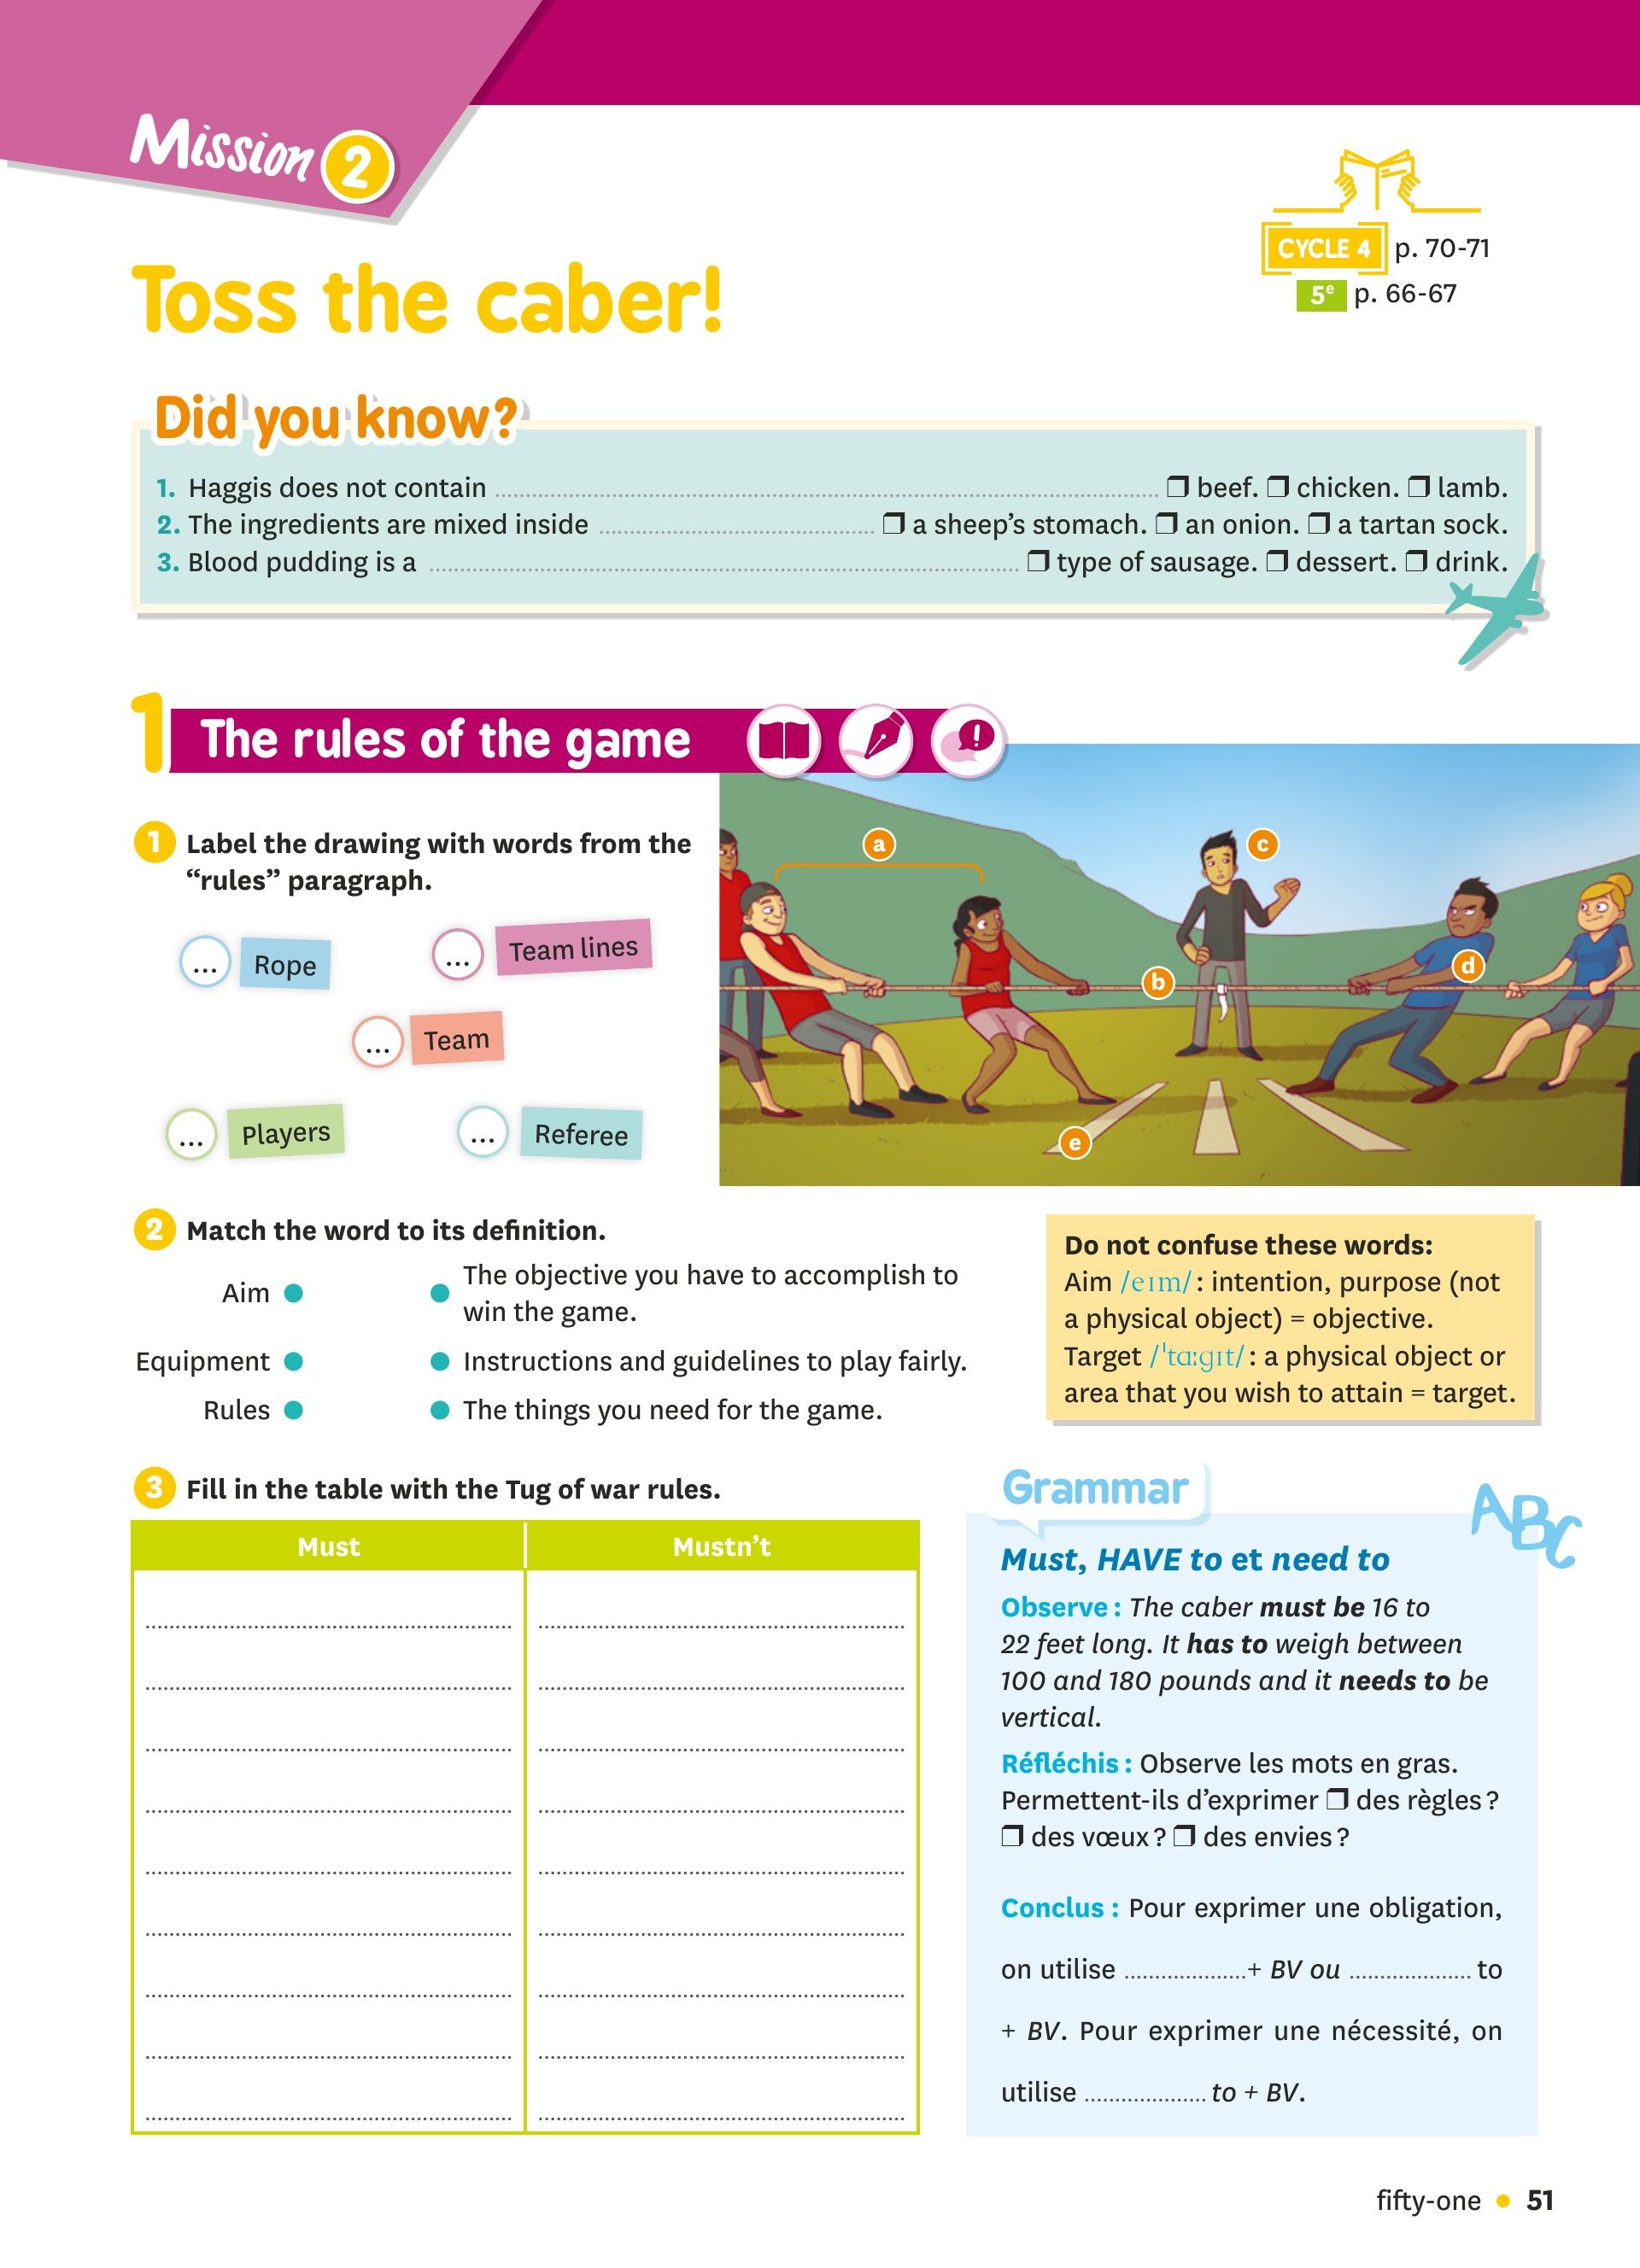 Mission 2
CYCLE 4 p. 70-71
5e p. 66-67
Toss the caber!
Did you know?
1. Haggis does not contain ........ ❒ beef. ❒ chicken. ❒ lamb.
2. The ingredients are mixed inside ........ ❒ a sheep's stomach. ❒ an onion. ❒ a tartan sock.
3. Blood pudding is a ........ ❒ type of sausage. ❒ dessert. ❒ drink.
1 The rules of the game
!
1 Label the drawing with words from the
“rules” paragraph.
... Rope
... Team lines
... Team
... Players
... Referee
a
c
b
d
e
2 Match the word to its definition.
Aim
The objective you have to accomplish to
win the game.
Equipment
Instructions and guidelines to play fairly.
Rules
The things you need for the game.
Do not confuse these words:
Aim /eɪm/ : intention, purpose (not
a physical object) = objective.
Target /ˈtɑːgɪt/ : a physical object or
area that you wish to attain = target.
3 Fill in the table with the Tug of war rules.
Must Mustn't
Grammar
ABC
Must, HAVE to et need to
Observe : The caber must be 16 to
22 feet long. It has to weigh between
100 and 180 pounds and it needs to be
vertical.
Réfléchis : Observe les mots en gras.
Permettent-ils d'exprimer ❒ des règles ?
❒ des vœux ? ❒ des envies ?
Conclus : Pour exprimer une obligation,
on utilise ........ + BV ou ........ to
+ BV. Pour exprimer une nécessité, on
utilise ........ to + BV.
fifty-one • 51